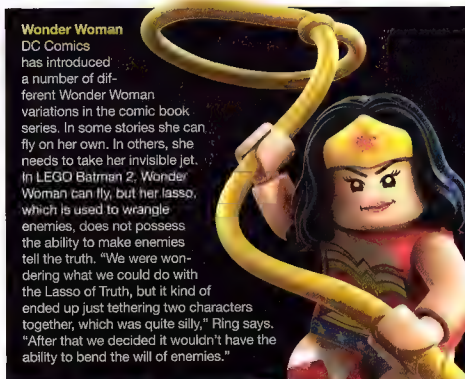 Wonder Woman
DC Comics
has introduced
a number of dif-
ferent Wonder Woman
variations in the comic book
series. In some stories she can
fly on her own. In others, she
needs to take her invisible jet.
In LEGO Batman 2, Wonder
Woman can fly, but her lasso,
which is used to wrangle
enemies, does not possess
the ability to make enemies
tell the truth. “We were won-
dering what we could do with
the Lasso of Truth, but it kind of
ended up just tethering two characters
together, which was quite silly,” Ring says.
“After that we decided it wouldn’t have the
ability to bend the will of enemies.”